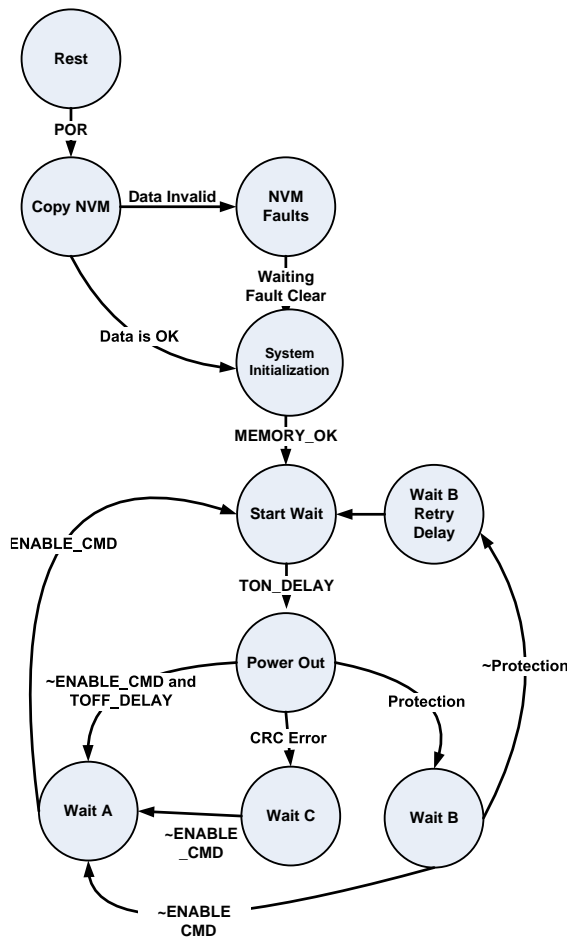 Rest
POR
Copy NVM
Data Invalid
NVM
Faults
Waiting
Fault Clear
Data is OK
System
Initialization
MEMORY_OK
Start Wait
Wait B
Retry
Delay
ENABLE_CMD
TON_DELAY
Power Out
~ENABLE_CMD and
TOFF_DELAY
Protection
~Protection
CRC Error
Wait A
Wait C
Wait B
~ENABLE
_CMD
~ENABLE
CMD